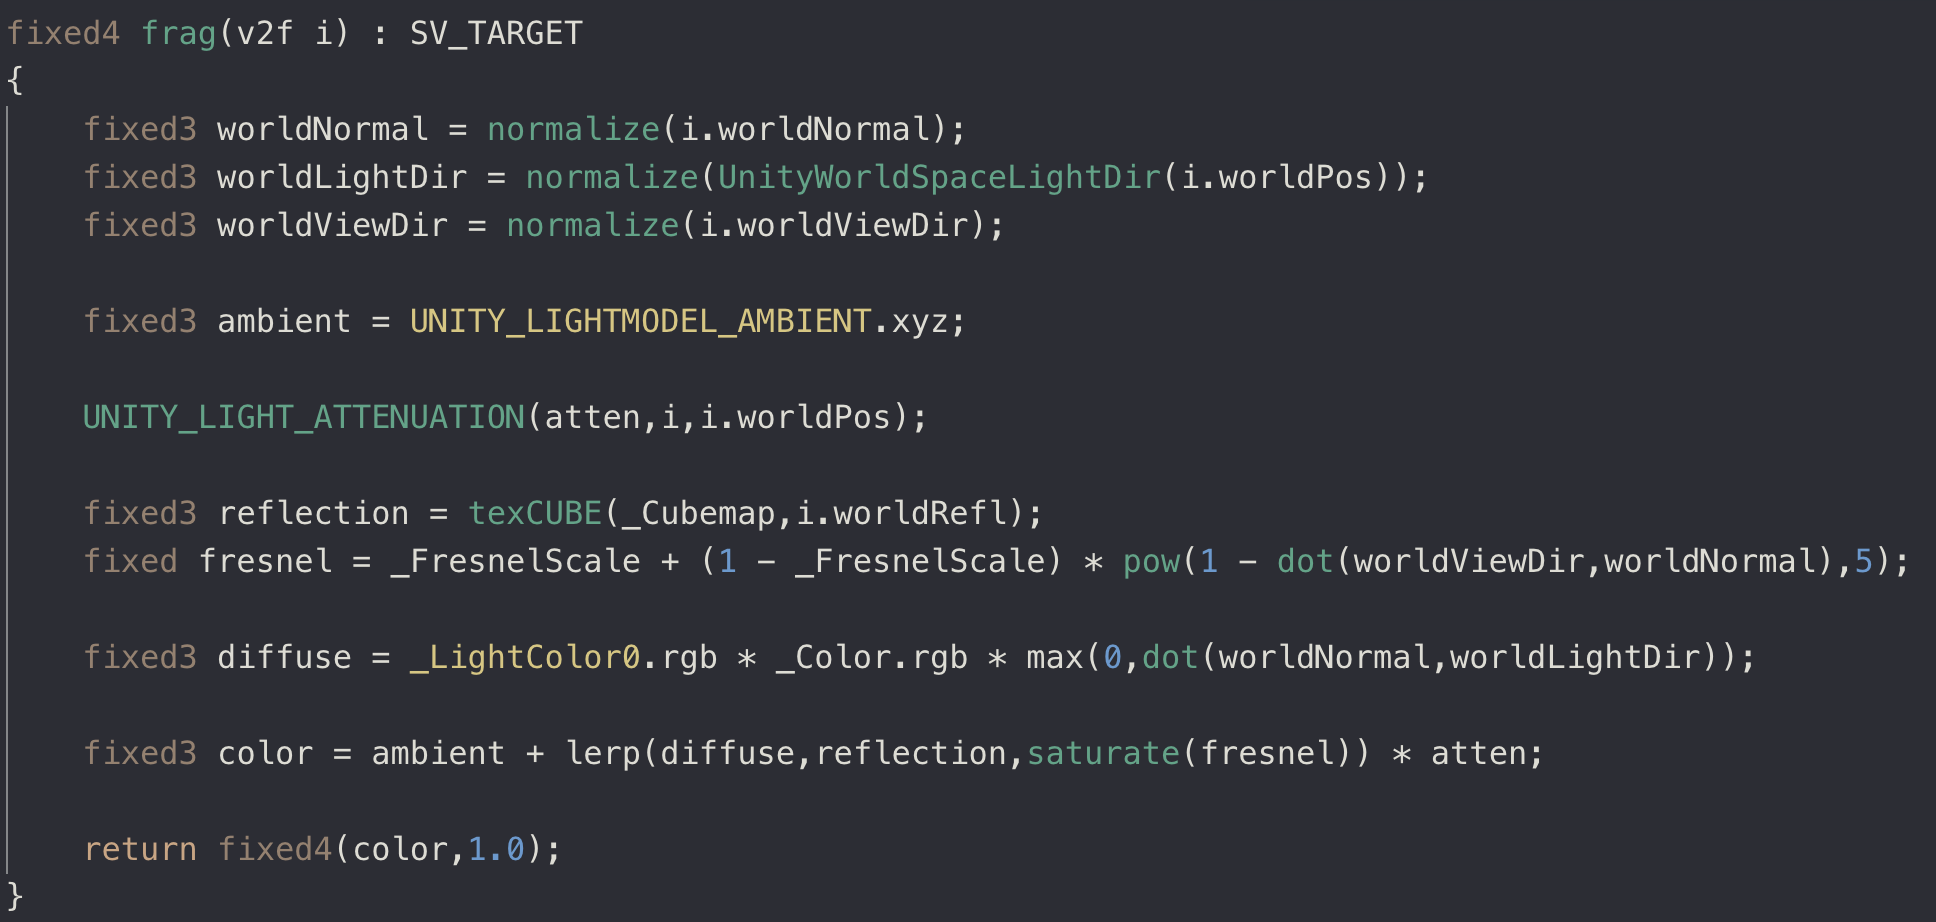 fixed4 frag(v2f i) : SV_TARGET
{
    fixed3 worldNormal = normalize(i.worldNormal);
    fixed3 worldLightDir = normalize(UnityWorldSpaceLightDir(i.worldPos));
    fixed3 worldViewDir = normalize(i.worldViewDir);

    fixed3 ambient = UNITY_LIGHTMODEL_AMBIENT.xyz;

    UNITY_LIGHT_ATTENUATION(atten,i,i.worldPos);

    fixed3 reflection = texCUBE(_Cubemap,i.worldRefl);
    fixed fresnel = _FresnelScale + (1 - _FresnelScale) * pow(1 - dot(worldViewDir,worldNormal),5);

    fixed3 diffuse = _LightColor0.rgb * _Color.rgb * max(0,dot(worldNormal,worldLightDir));

    fixed3 color = ambient + lerp(diffuse,reflection,saturate(fresnel)) * atten;

    return fixed4(color,1.0);
}